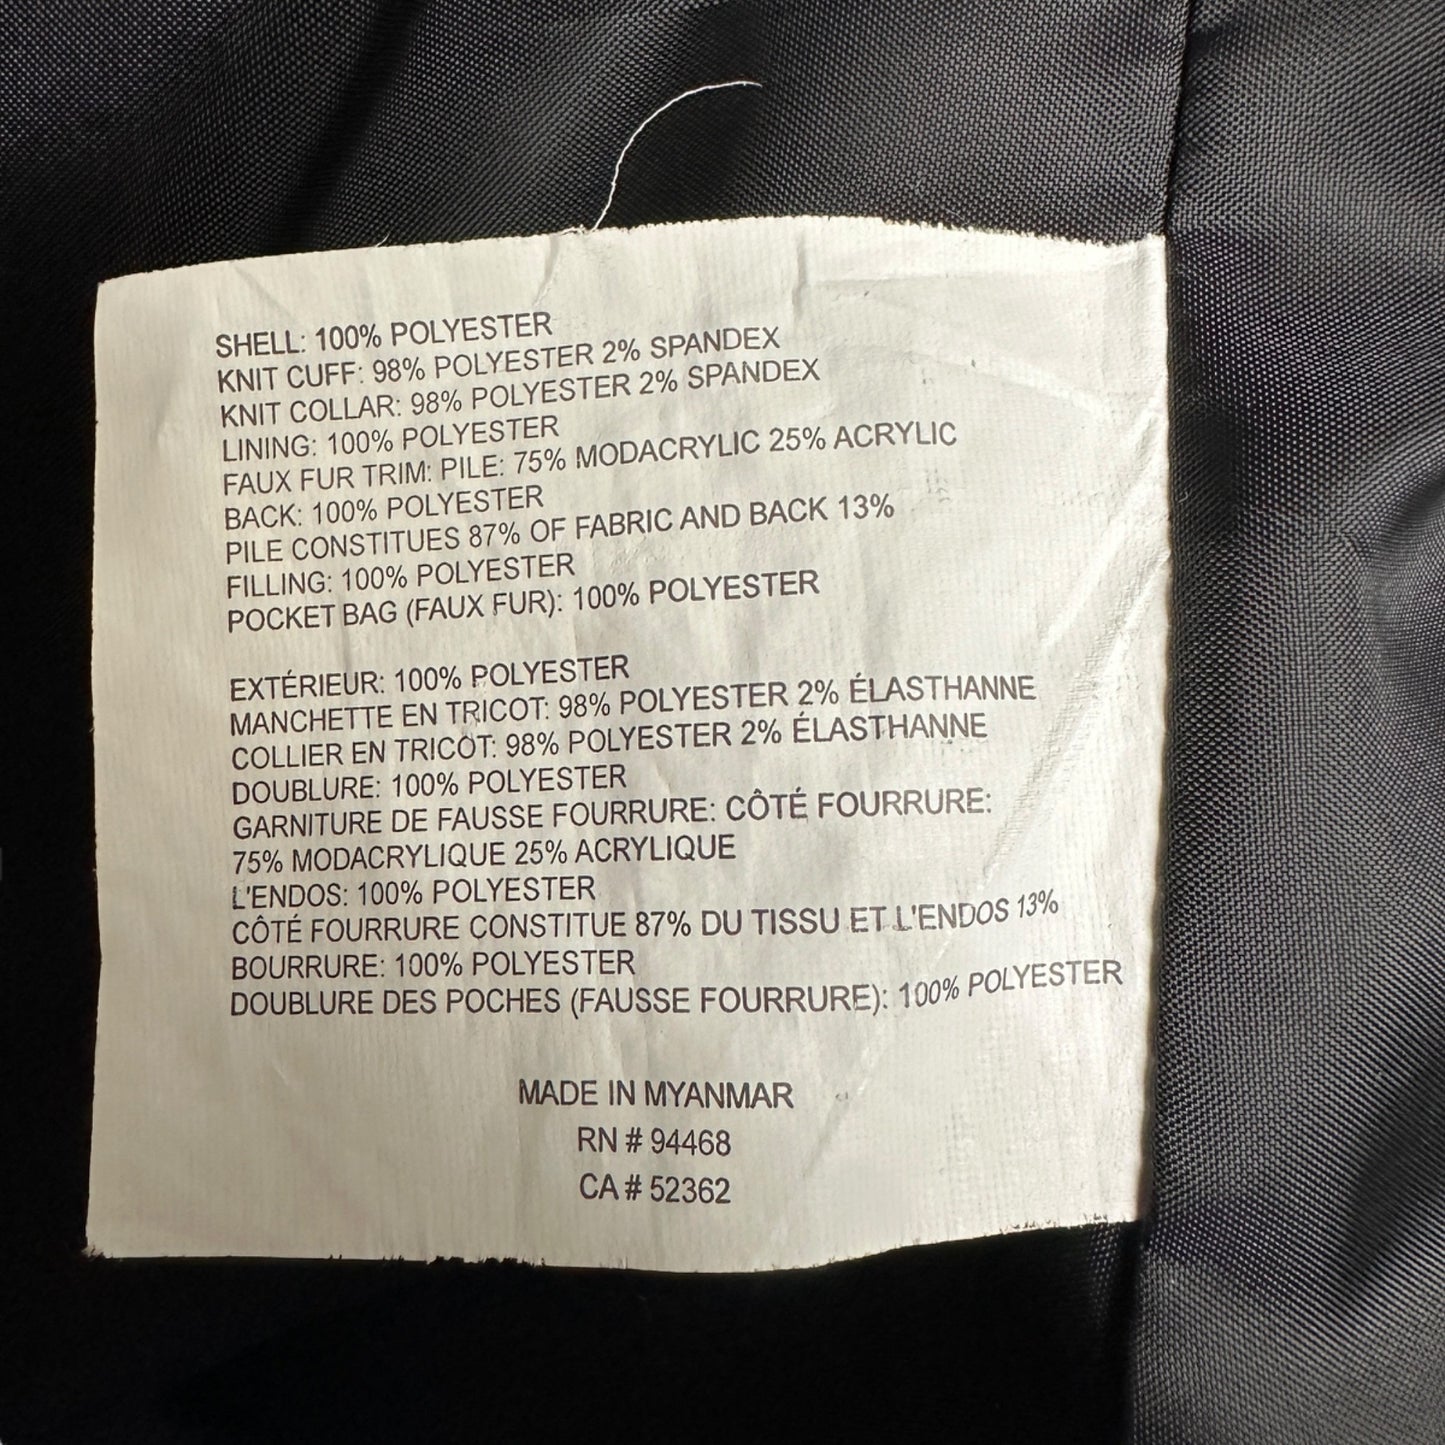 SHELL: 100% POLYESTER
KNIT CUFF: 98% POLYESTER 2% SPANDEX
KNIT COLLAR: 98% POLYESTER 2% SPANDEX
LINING: 100% POLYESTER
FAUX FUR TRIM: PILE: 75% MODACRYLIC 25% ACRYLIC
BACK: 100% POLYESTER
PILE CONSTITUES 87% OF FABRIC AND BACK 13%
FILLING: 100% POLYESTER
POCKET BAG (FAUX FUR): 100% POLYESTER
EXTÉRIEUR: 100% POLYESTER
MANCHETTE EN TRICOT: 98% POLYESTER 2% ÉLASTHANNE
COLLIER EN TRICOT: 98% POLYESTER 2% ÉLASTHANNE
DOUBLURE: 100% POLYESTER
GARNITURE DE FAUSSE FOURRURE: CÔTÉ FOURRURE:
75% MODACRYLIQUE 25% ACRYLIQUE
L'ENDOS: 100% POLYESTER
CÔTÉ FOURRURE CONSTITUE 87% DU TISSU ET L'ENDOS 13%
BOURRURE: 100% POLYESTER
DOUBLURE DES POCHES (FAUSSE FOURRURE): 100% POLYESTER
MADE IN MYANMAR
RN # 94468
CA # 52362